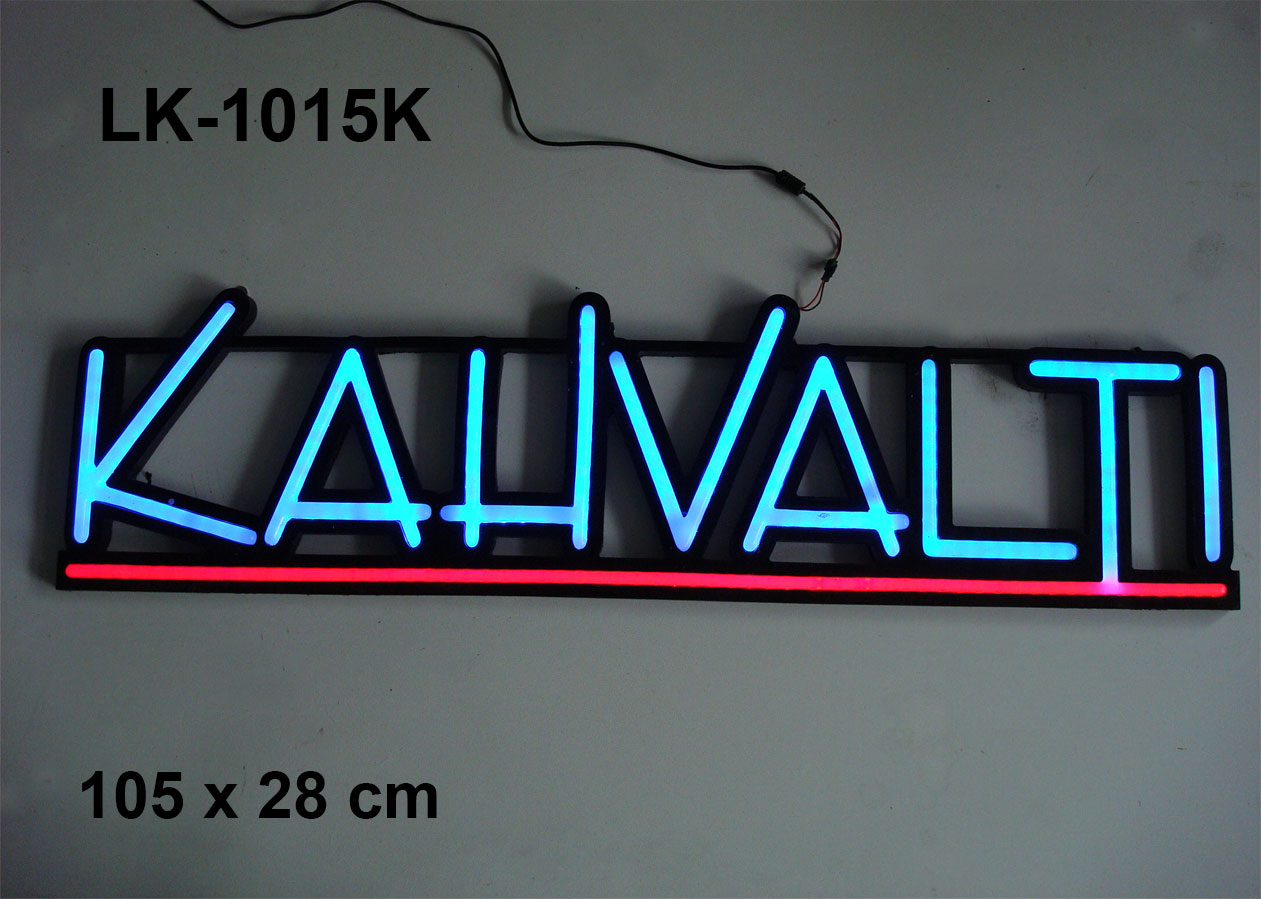 LK-1015K
KAHVALTI
105 x 28 cm